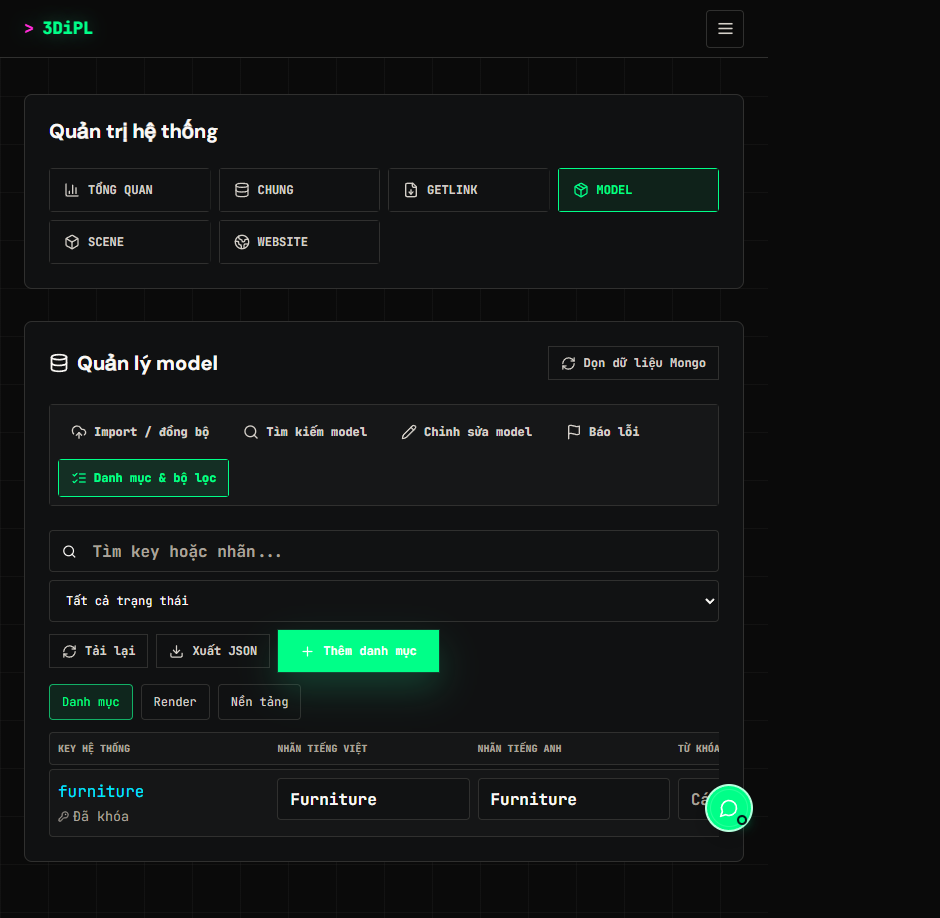 > 3DiPL
Quản trị hệ thống
TỔNG QUAN
CHUNG
GETLINK
MODEL
SCENE
WEBSITE
Quản lý model
Dọn dữ liệu Mongo
Import / đồng bộ
Tìm kiếm model
Chỉnh sửa model
Báo lỗi
Danh mục & bộ lọc
Tìm key hoặc nhãn...
Tất cả trạng thái
Tải lại
Xuất JSON
+ Thêm danh mục
Danh mục
Render
Nền tảng
KEY HỆ THỐNG
NHÃN TIẾNG VIỆT
NHÃN TIẾNG ANH
TỪ KHÓA
furniture
Furniture
Furniture
Đã khóa